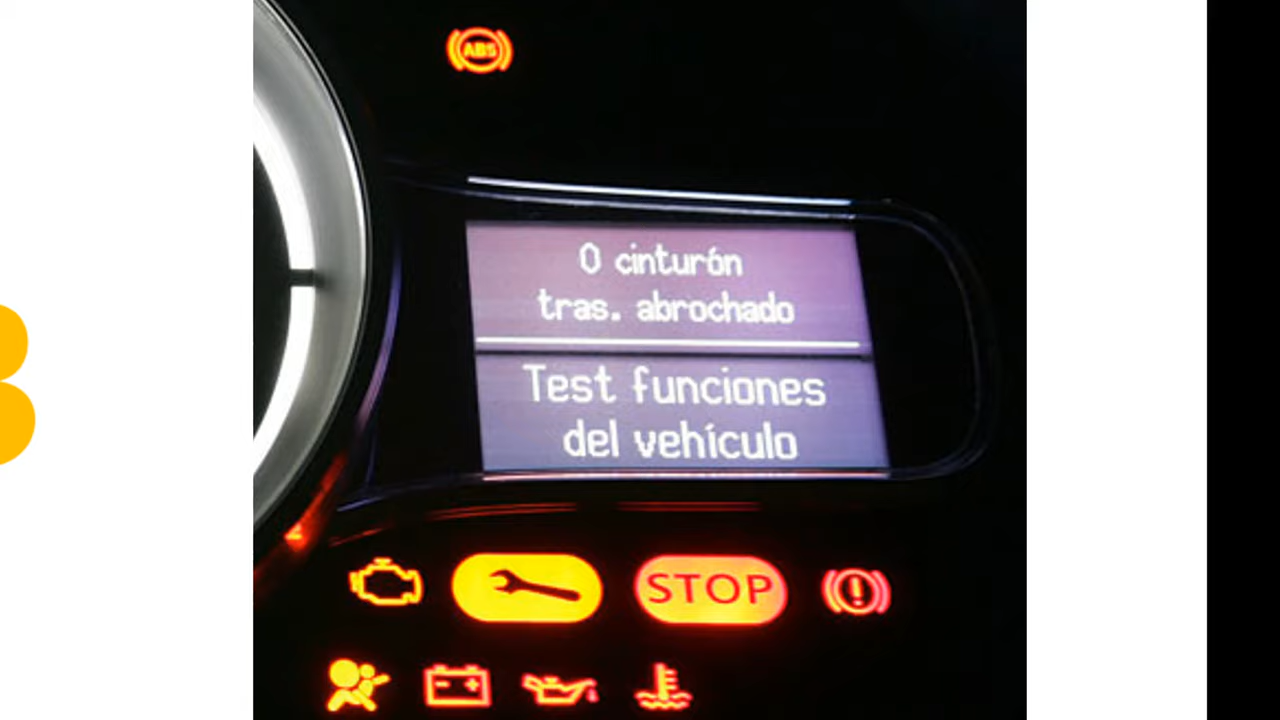 ABS
0 cinturón
tras. abrochado
Test funciones
del vehículo
STOP